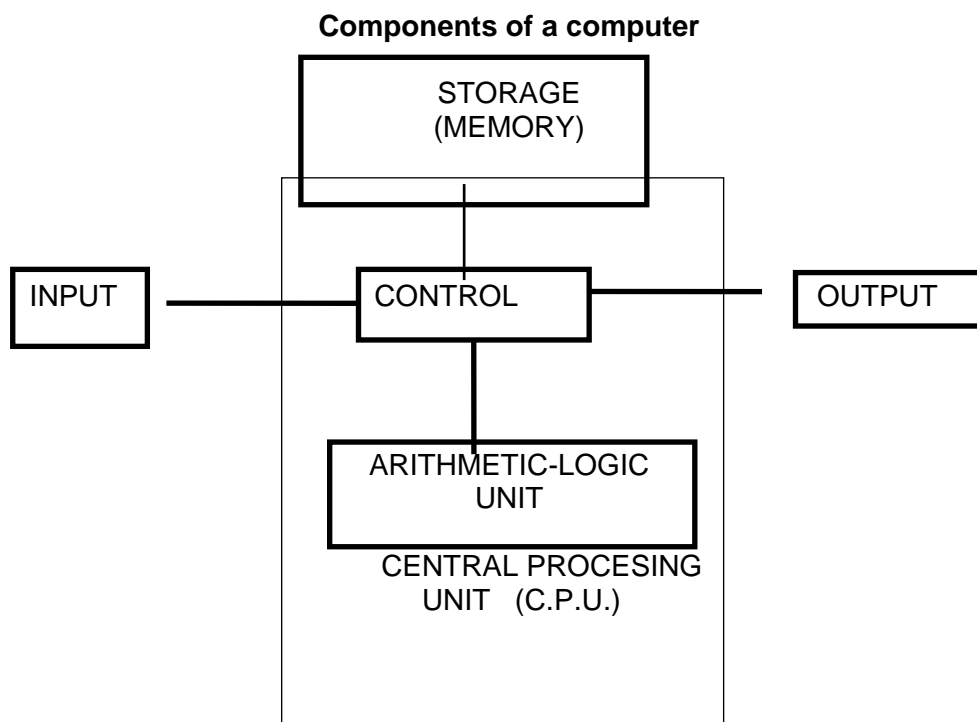 Components of a computer
STORAGE
(MEMORY)
INPUT
CONTROL
OUTPUT
ARITHMETIC-LOGIC
UNIT
CENTRAL PROCESING
UNIT (C.P.U.)